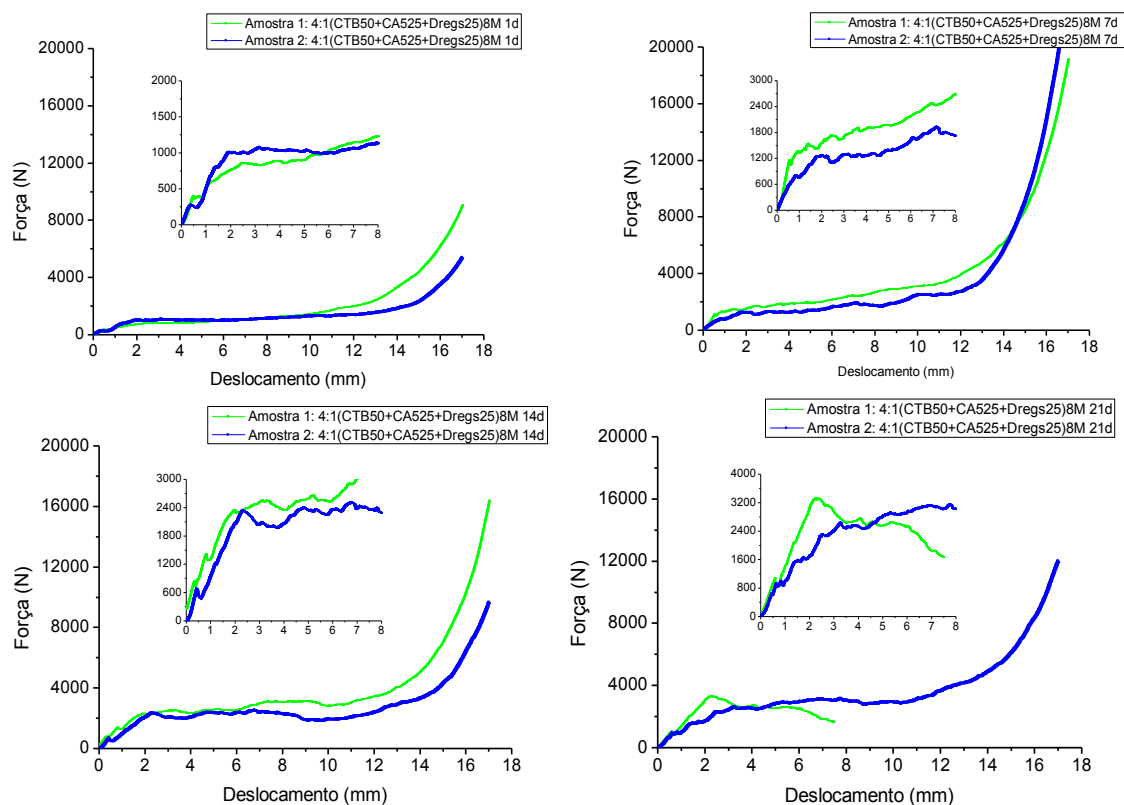 Amostra 1: 4:1(CTB50+CA525+Dregs25)8M 1d
Amostra 2: 4:1(CTB50+CA525+Dregs25)8M 1d
20000
16000
12000
8000
4000
0
Força (N)
2000
1500
1000
500
0
0 1 2 3 4 5 6 7 8
0 2 4 6 8 10 12 14 16 18
Deslocamento (mm)
Amostra 1: 4:1(CTB50+CA525+Dregs25)8M 7d
Amostra 2: 4:1(CTB50+CA525+Dregs25)8M 7d
20000
16000
12000
8000
4000
0
Força (N)
3000
2400
1800
1200
600
0
0 1 2 3 4 5 6 7 8
0 2 4 6 8 10 12 14 16 18
Deslocamento (mm)
Amostra 1: 4:1(CTB50+CA525+Dregs25)8M 14d
Amostra 2: 4:1(CTB50+CA525+Dregs25)8M 14d
20000
16000
12000
8000
4000
0
Força (N)
3000
2400
1800
1200
600
0
0 1 2 3 4 5 6 7 8
0 2 4 6 8 10 12 14 16 18
Deslocamento (mm)
Amostra 1: 4:1(CTB50+CA525+Dregs25)8M 21d
Amostra 2: 4:1(CTB50+CA525+Dregs25)8M 21d
20000
16000
12000
8000
4000
0
Força (N)
4000
3200
2400
1600
800
0
0 1 2 3 4 5 6 7 8
0 2 4 6 8 10 12 14 16 18
Deslocamento (mm)